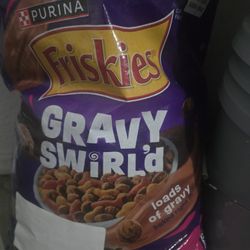 PURINA
Friskies
GRAVY
SWIRL'd
loads
of gravy